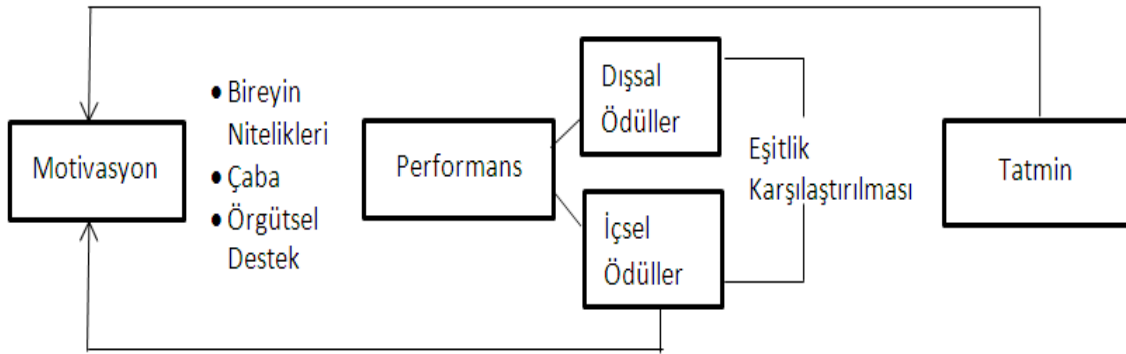 Motivasyon
• Bireyin
Nitelikleri
• Çaba
• Örgütsel
Destek
Performans
Dışsal
Ödüller
İçsel
Ödüller
Eşitlik
Karşılaştırılması
Tatmin